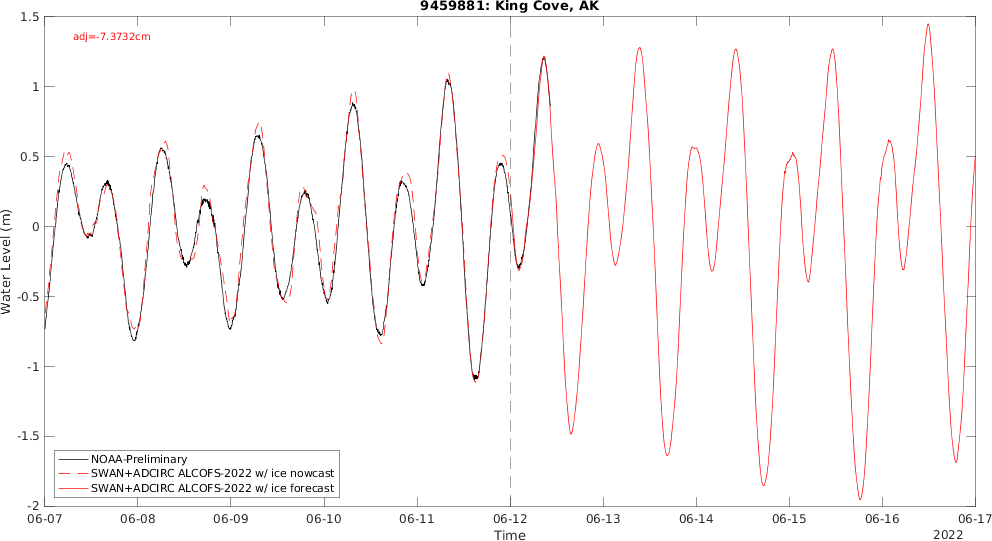 9459881: King Cove, AK
adj=-7.3732cm
1.5
1
0.5
0
-0.5
-1
-1.5
-2
Water Level (m)
NOAA-Preliminary
SWAN+ADCIRC ALCOFS-2022 w/ ice nowcast
SWAN+ADCIRC ALCOFS-2022 w/ ice forecast
06-07 06-08 06-09 06-10 06-11 06-12 06-13 06-14 06-15 06-16 06-17
Time
2022